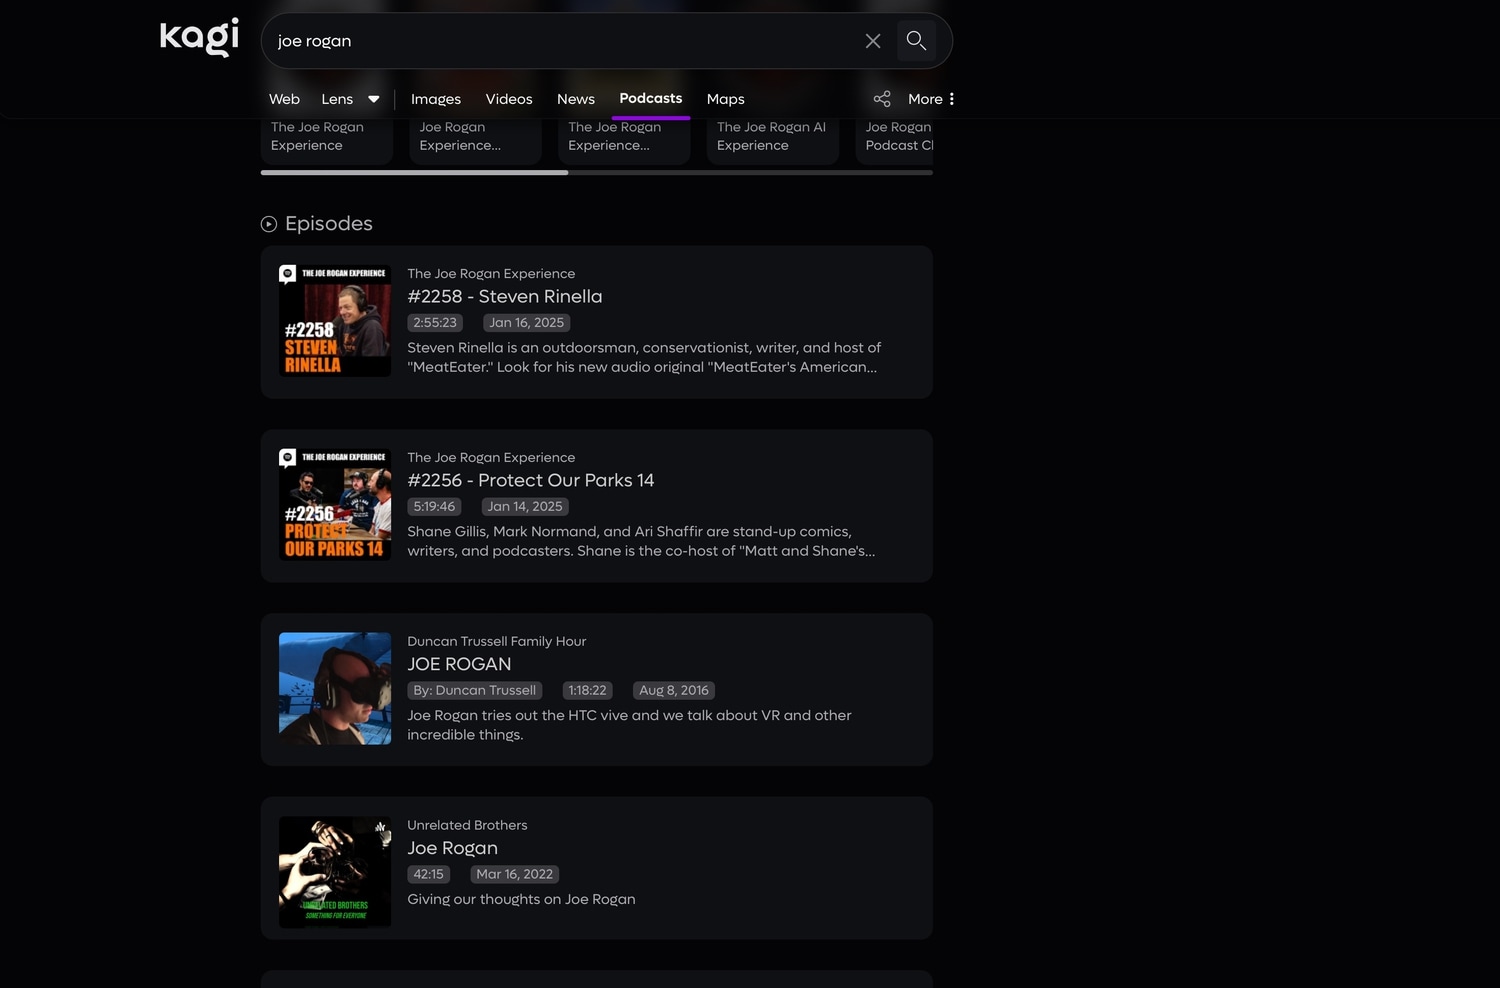 kagi
joe rogan
Web Lens Images Videos News Podcasts Maps More
The Joe Rogan
Experience
Joe Rogan
Experience...
The Joe Rogan
Experience...
The Joe Rogan AI
Experience
Joe Rogan
Podcast Cl
Episodes
THE JOE ROGAN EXPERIENCE
#2258
STEVEN
RINELLA
The Joe Rogan Experience
#2258 - Steven Rinella
2:55:23 Jan 16, 2025
Steven Rinella is an outdoorsman, conservationist, writer, and host of
"MeatEater." Look for his new audio original "MeatEater's American...
THE JOE ROGAN EXPERIENCE
#2256
PROTECT
OUR PARKS 14
The Joe Rogan Experience
#2256 - Protect Our Parks 14
5:19:46 Jan 14, 2025
Shane Gillis, Mark Normand, and Ari Shaffir are stand-up comics,
writers, and podcasters. Shane is the co-host of "Matt and Shane's...
Duncan Trussell Family Hour
JOE ROGAN
By: Duncan Trussell 1:18:22 Aug 8, 2016
Joe Rogan tries out the HTC vive and we talk about VR and other
incredible things.
UNRELATED BROTHERS
SOMETHING FOR EVERYONE
Unrelated Brothers
Joe Rogan
42:15 Mar 16, 2022
Giving our thoughts on Joe Rogan